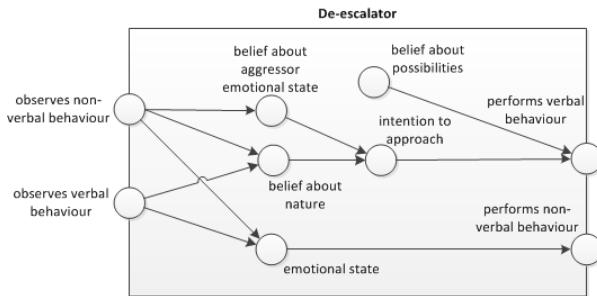 De-escalator
belief about
aggressor
emotional state
belief about
possibilities
observes non-
verbal behaviour
performs verbal
behaviour
intention to
approach
observes verbal
behaviour
belief about
nature
performs non-
verbal behaviour
emotional state